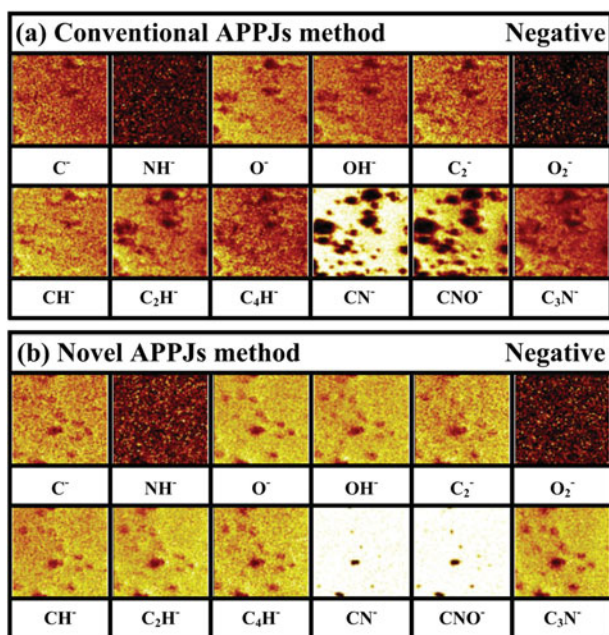 (a) Conventional APPJs method Negative
C⁻ NH⁻ O⁻ OH⁻ C₂⁻ O₂⁻
CH⁻ C₂H⁻ C₄H⁻ CN⁻ CNO⁻ C₃N⁻
(b) Novel APPJs method Negative
C⁻ NH⁻ O⁻ OH⁻ C₂⁻ O₂⁻
CH⁻ C₂H⁻ C₄H⁻ CN⁻ CNO⁻ C₃N⁻